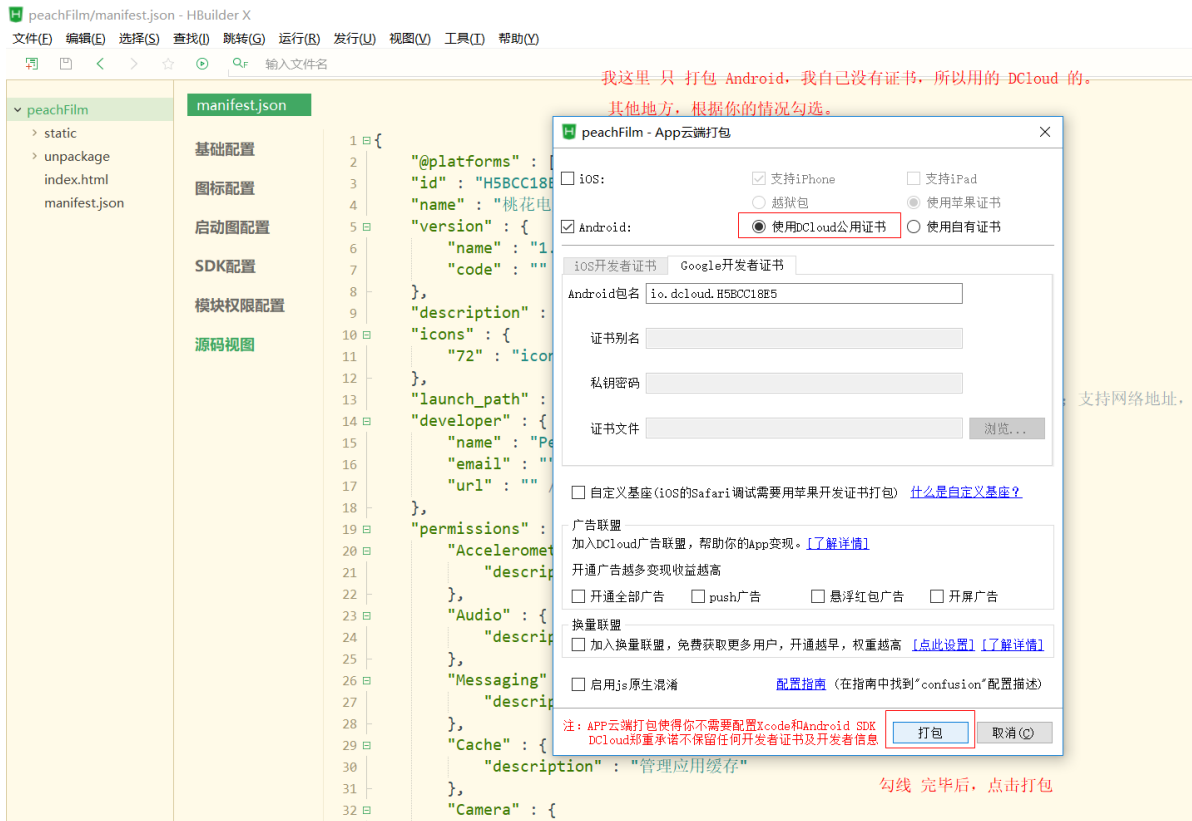 peachFilm/manifest.json - HBuilder X
文件(F) 编辑(E) 选择(S) 查找(I) 跳转(G) 运行(R) 发行(U) 视图(V) 工具(T) 帮助(Y)
输入文件名
我这里 只 打包 Android，我自己没有证书，所以用的 DCloud 的。
其他地方，根据你的情况勾选。
peachFilm
static
unpackage
index.html
manifest.json
manifest.json
基础配置
图标配置
启动图配置
SDK配置
模块权限配置
源码视图
1 {
2 "@platforms" : [
3 "id" : "H5BCC18E
4 "name" : "桃花电
5 "version" : {
6 "name" : "1.
7 "code" : ""
8 },
9 "description" :
10 "icons" : {
11 "72" : "icon
12 },
13 "launch_path" : ；支持网络地址，
14 "developer" : {
15 "name" : "Pe
16 "email" : ""
17 "url" : "" /
18 },
19 "permissions" :
20 "Acceleromet
21 "descrip
22 },
23 "Audio" : {
24 "descrip
25 },
26 "Messaging"
27 "descrip
28 },
29 "Cache" : {
30 "description" : "管理应用缓存"
31 },
32 "Camera" : {
peachFilm - App云端打包
iOS: 支持iPhone 支持iPad
越狱包 使用苹果证书
Android: 使用DCloud公用证书 使用自有证书
iOS开发者证书 Google开发者证书
Android包名 io.dcloud.H5BCC18E5
证书别名
私钥密码
证书文件 浏览...
自定义基座(iOS的Safari调试需要用苹果开发证书打包) 什么是自定义基座？
广告联盟
加入DCloud广告联盟，帮助你的App变现。[了解详情]
开通广告越多变现收益越高
开通全部广告 push广告 悬浮红包广告 开屏广告
换量联盟
加入换量联盟，免费获取更多用户，开通越早，权重越高 [点此设置] [了解详情]
启用js原生混淆 配置指南 (在指南中找到"confusion"配置描述)
注：APP云端打包使得你不需要配置Xcode和Android SDK
DCloud郑重承诺不保留任何开发者证书及开发者信息
打包 取消(C)
勾线 完毕后，点击打包